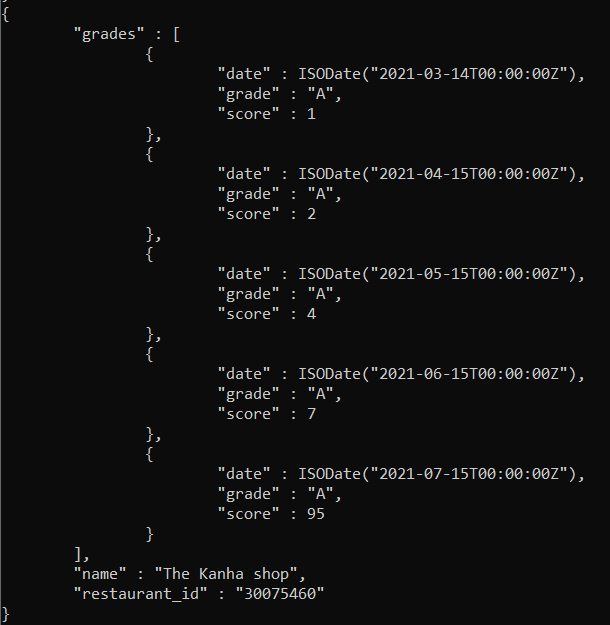 {
"grades" : [
{
"date" : ISODate("2021-03-14T00:00:00Z"),
"grade" : "A",
"score" : 1
},
{
"date" : ISODate("2021-04-15T00:00:00Z"),
"grade" : "A",
"score" : 2
},
{
"date" : ISODate("2021-05-15T00:00:00Z"),
"grade" : "A",
"score" : 4
},
{
"date" : ISODate("2021-06-15T00:00:00Z"),
"grade" : "A",
"score" : 7
},
{
"date" : ISODate("2021-07-15T00:00:00Z"),
"grade" : "A",
"score" : 95
}
],
"name" : "The Kanha shop",
"restaurant_id" : "30075460"
}